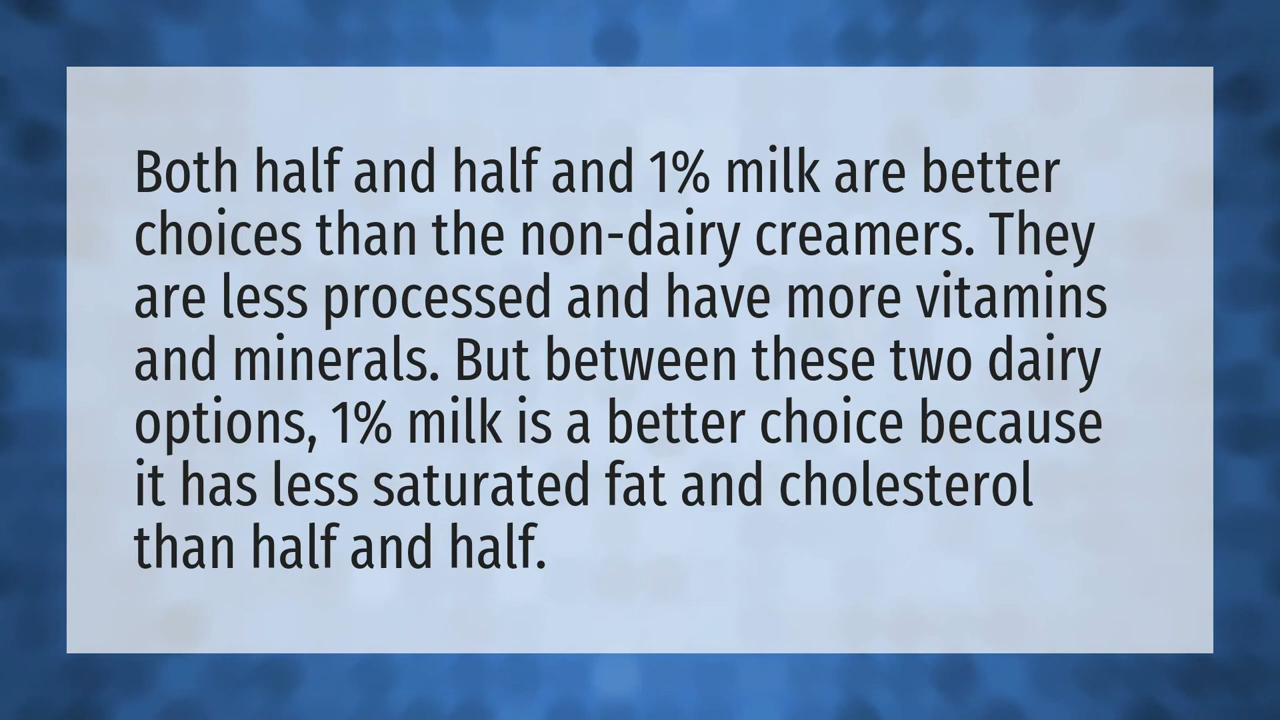 Both half and half and 1% milk are better
choices than the non-dairy creamers. They
are less processed and have more vitamins
and minerals. But between these two dairy
options, 1% milk is a better choice because
it has less saturated fat and cholesterol
than half and half.